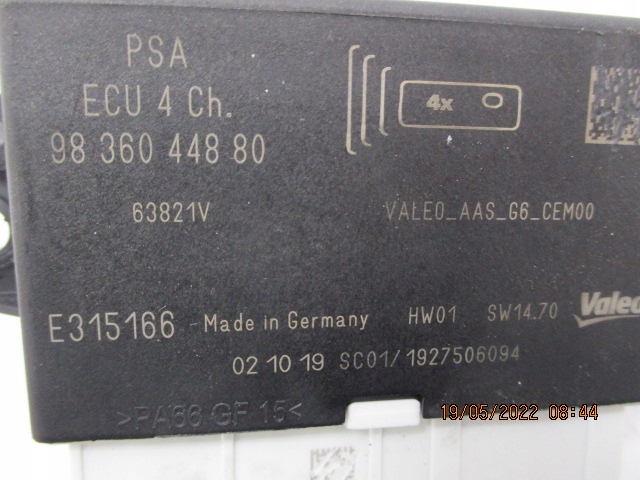 PSA
ECU 4 Ch.
98 360 448 80
4x
63821V
VALEO_AAS_G6_CEM00
E315166
Made in Germany
HW01
SW14.70
Valeo
02 10 19 SC01/1927506094
>PA66 GF 15<
19/05/2022 08:44